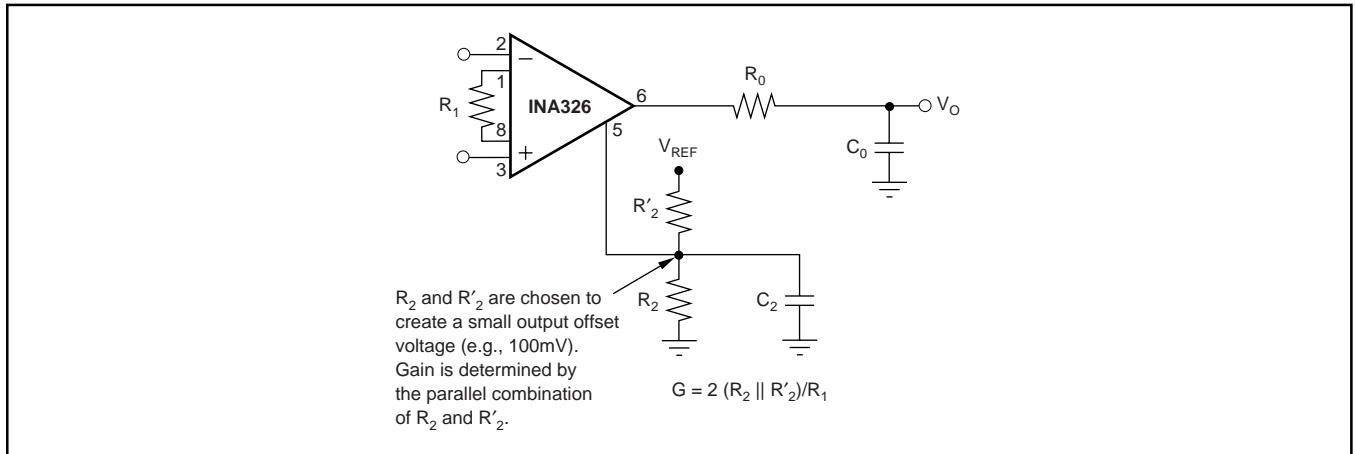 2
−
1
R1
INA326
8
+
3
6
5
R0
VO
C0
VREF
R′2
R2
C2
R2 and R′2 are chosen to
create a small output offset
voltage (e.g., 100mV).
Gain is determined by
the parallel combination
of R2 and R′2.
G = 2 (R2 || R′2)/R1